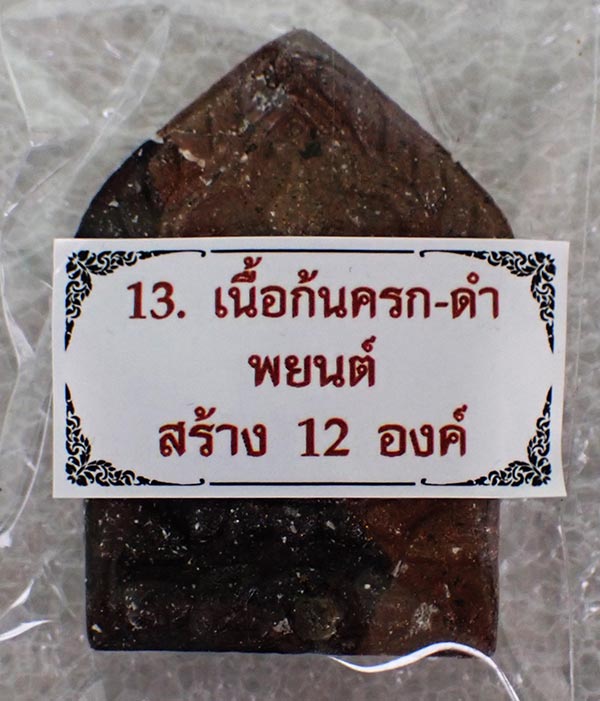 13. เนื้อก้นครก-ดำ
พยนต์
สร้าง 12 องค์